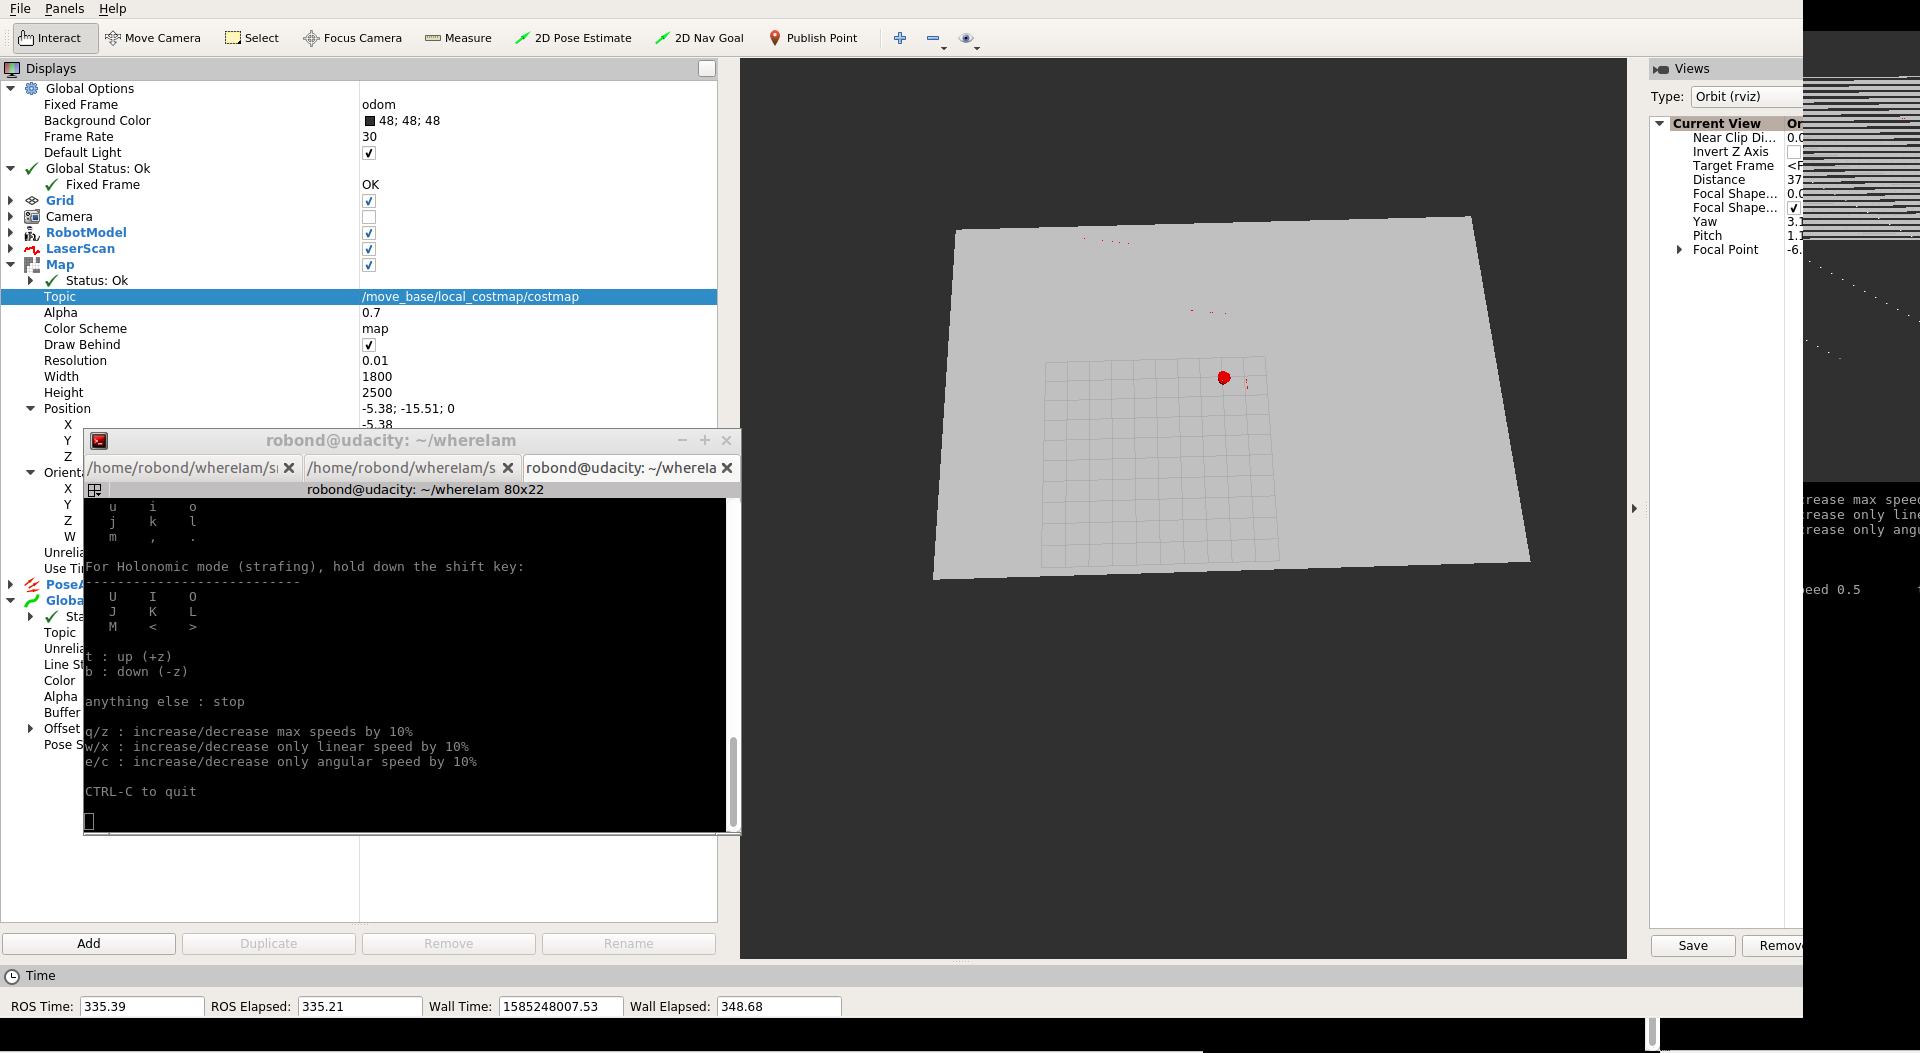 File Panels Help
Interact Move Camera Select Focus Camera Measure 2D Pose Estimate 2D Nav Goal Publish Point
Displays
Global Options
Fixed Frame odom
Background Color 48; 48; 48
Frame Rate 30
Default Light
Global Status: Ok
Fixed Frame OK
Grid
Camera
RobotModel
LaserScan
Map
Status: Ok
Topic /move_base/local_costmap/costmap
Alpha 0.7
Color Scheme map
Draw Behind
Resolution 0.01
Width 1800
Height 2500
Position -5.38; -15.51; 0
X -5.38
Y
Z
Orient
X
Y
Z
W
Unrelia
Use Ti
PoseA
Globa
Sta
Topic
Unrelia
Line St
Color
Alpha
Buffer
Offset
Pose S
robond@udacity: ~/whereIam
/home/robond/whereIam/s /home/robond/whereIam/s robond@udacity: ~/whereIa
robond@udacity: ~/whereIam 80x22
u i o
j k l
m , .
For Holonomic mode (strafing), hold down the shift key:
---------------------------
U I O
J K L
M < >
t : up (+z)
b : down (-z)
anything else : stop
q/z : increase/decrease max speeds by 10%
w/x : increase/decrease only linear speed by 10%
e/c : increase/decrease only angular speed by 10%
CTRL-C to quit
Add Duplicate Remove Rename
Views
Type: Orbit (rviz)
Current View Or
Near Clip Di... 0.0
Invert Z Axis
Target Frame <F
Distance 37
Focal Shape... 0.0
Focal Shape...
Yaw 3.1
Pitch 1.1
Focal Point -6.
Save Remove
crease max speed
crease only line
crease only angu
eed 0.5 t
Time
ROS Time: 335.39 ROS Elapsed: 335.21 Wall Time: 1585248007.53 Wall Elapsed: 348.68